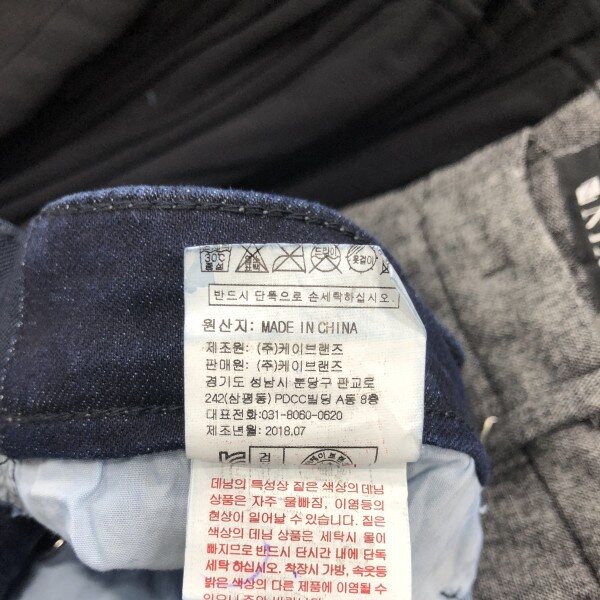 반드시 단독으로 손세탁하십시오.
원산지: MADE IN CHINA
제조원: (주)케이브랜즈
판매원: (주)케이브랜즈
경기도 성남시 분당구 판교로
242(삼평동) PDCC빌딩 A동 8층
대표전화:031-8060-0620
제조년월: 2018.07
데님의 특성상 짙은 색상의 데님
상품은 자주 물빠짐, 이염등의
현상이 일어날 수 있습니다. 짙은
색상의 데님 상품은 세탁시 물이
빠지므로 반드시 단시간 내에 단독
세탁 하십시오. 착장시 가방, 속옷등
밝은 색상의 다른 제품에 이염될 수